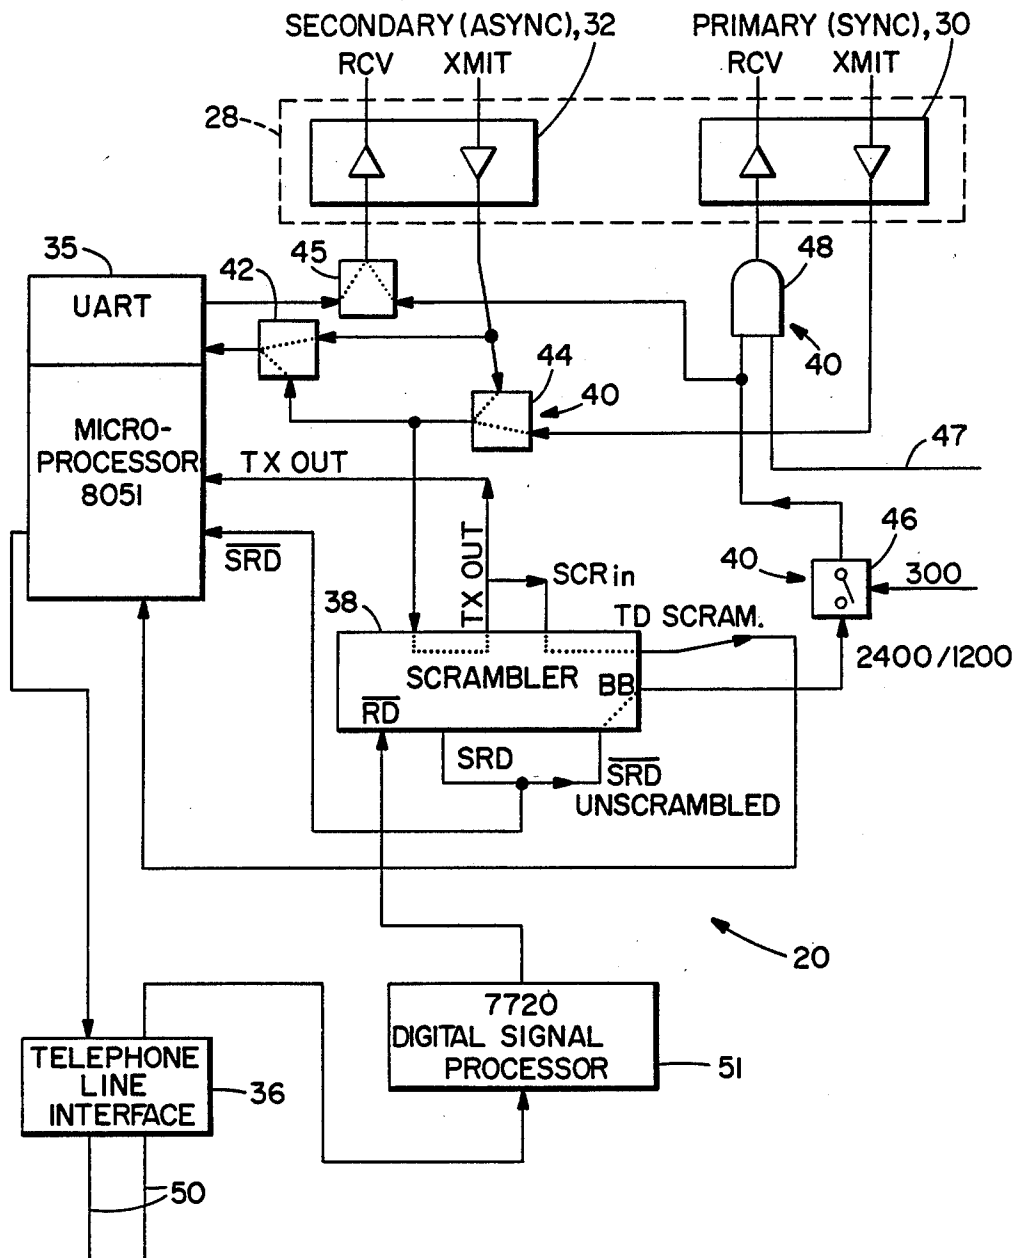 SECONDARY (ASYNC), 32
PRIMARY (SYNC), 30
RCV
XMIT
RCV
XMIT
28
35
42
45
48
UART
40
44
40
MICRO-
PROCESSOR
8051
TX OUT
47
46
SRD
TX OUT
SCR in
40
300
38
TD SCRAM.
2400/1200
SCRAMBLER
BB
RD
SRD
SRD
UNSCRAMBLED
20
7720
DIGITAL SIGNAL
PROCESSOR
51
TELEPHONE
LINE
INTERFACE
36
50